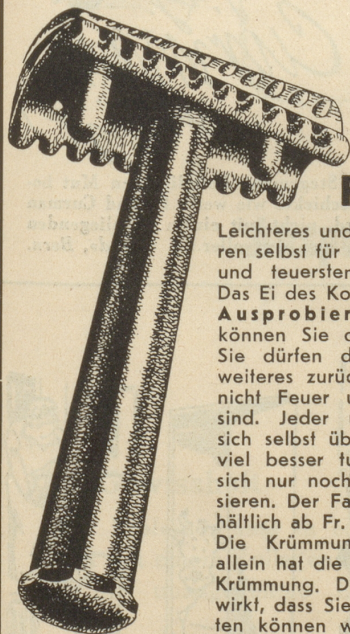 Leichteres und
ren selbst für
und feuersten
Das Ei des Ko
Ausprobier
können Sie d
Sie dürfen d
weiteres zurüc
nicht Feuer u
sind. Jeder
sich selbst üb
viel besser tu
sich nur noch
sieren. Der Fa
hältlich ab Fr.
Die Krümmun
allein hat die
Krümmung. D
wirkt, dass Sie
ten können w